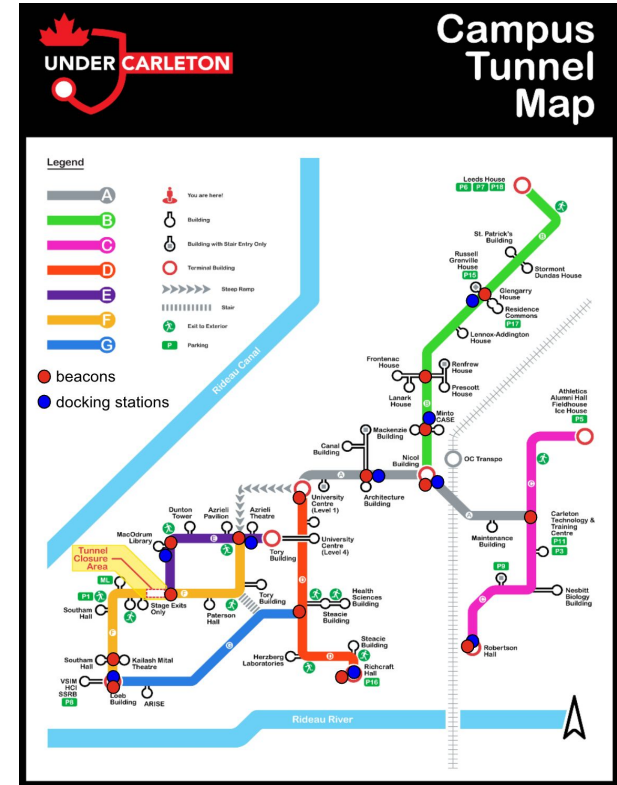 UNDER CARLETON
Campus
Tunnel
Map
Legend
A
B
C
D
E
F
G
You are here!
Building
Building with Stair Entry Only
Terminal Building
Steep Ramp
Stair
Exit to Exterior
P
Parking
beacons
docking stations
Rideau Canal
Leeds House
P6 P7 P18
B
St. Patrick's
Building
Stormont
Dundas House
Russell
Grenville
House
P15
Glengarry
House
Residence
Commons
P17
Lennox-Addington
House
Frontenac
House
Renfrew
House
Lanark
House
Prescott
House
B
Minto
CASE
Mackenzie
Building
Canal
Building
Nicol
Building
OC Transpo
Athletics
Alumni Hall
Fieldhouse
Ice House
P5
C
A
Architecture
Building
University
Centre
(Level 1)
A
Maintenance
Building
Carleton
Technology &
Training
Centre
P11
P3
P9
Nesbitt
Biology
Building
C
Robertson
Hall
Dunton
Tower
Azrieli
Pavilion
Azrieli
Theatre
MacOdrum
Library
E
Tory
Building
University
Centre
(Level 4)
Tunnel
Closure
Area
ML
P1
Southam
Hall
Stage Exits
Only
F
Paterson
Hall
Tory
Building
D
Health
Sciences
Building
Steacie
Building
F
G
Southam
Hall
Kailash Mital
Theatre
Herzberg
Laboratories
D
Steacie
Building
Richcraft
Hall
P16
VSIM
HCI
SSRB
P8
Loeb
Building
ARISE
Rideau River